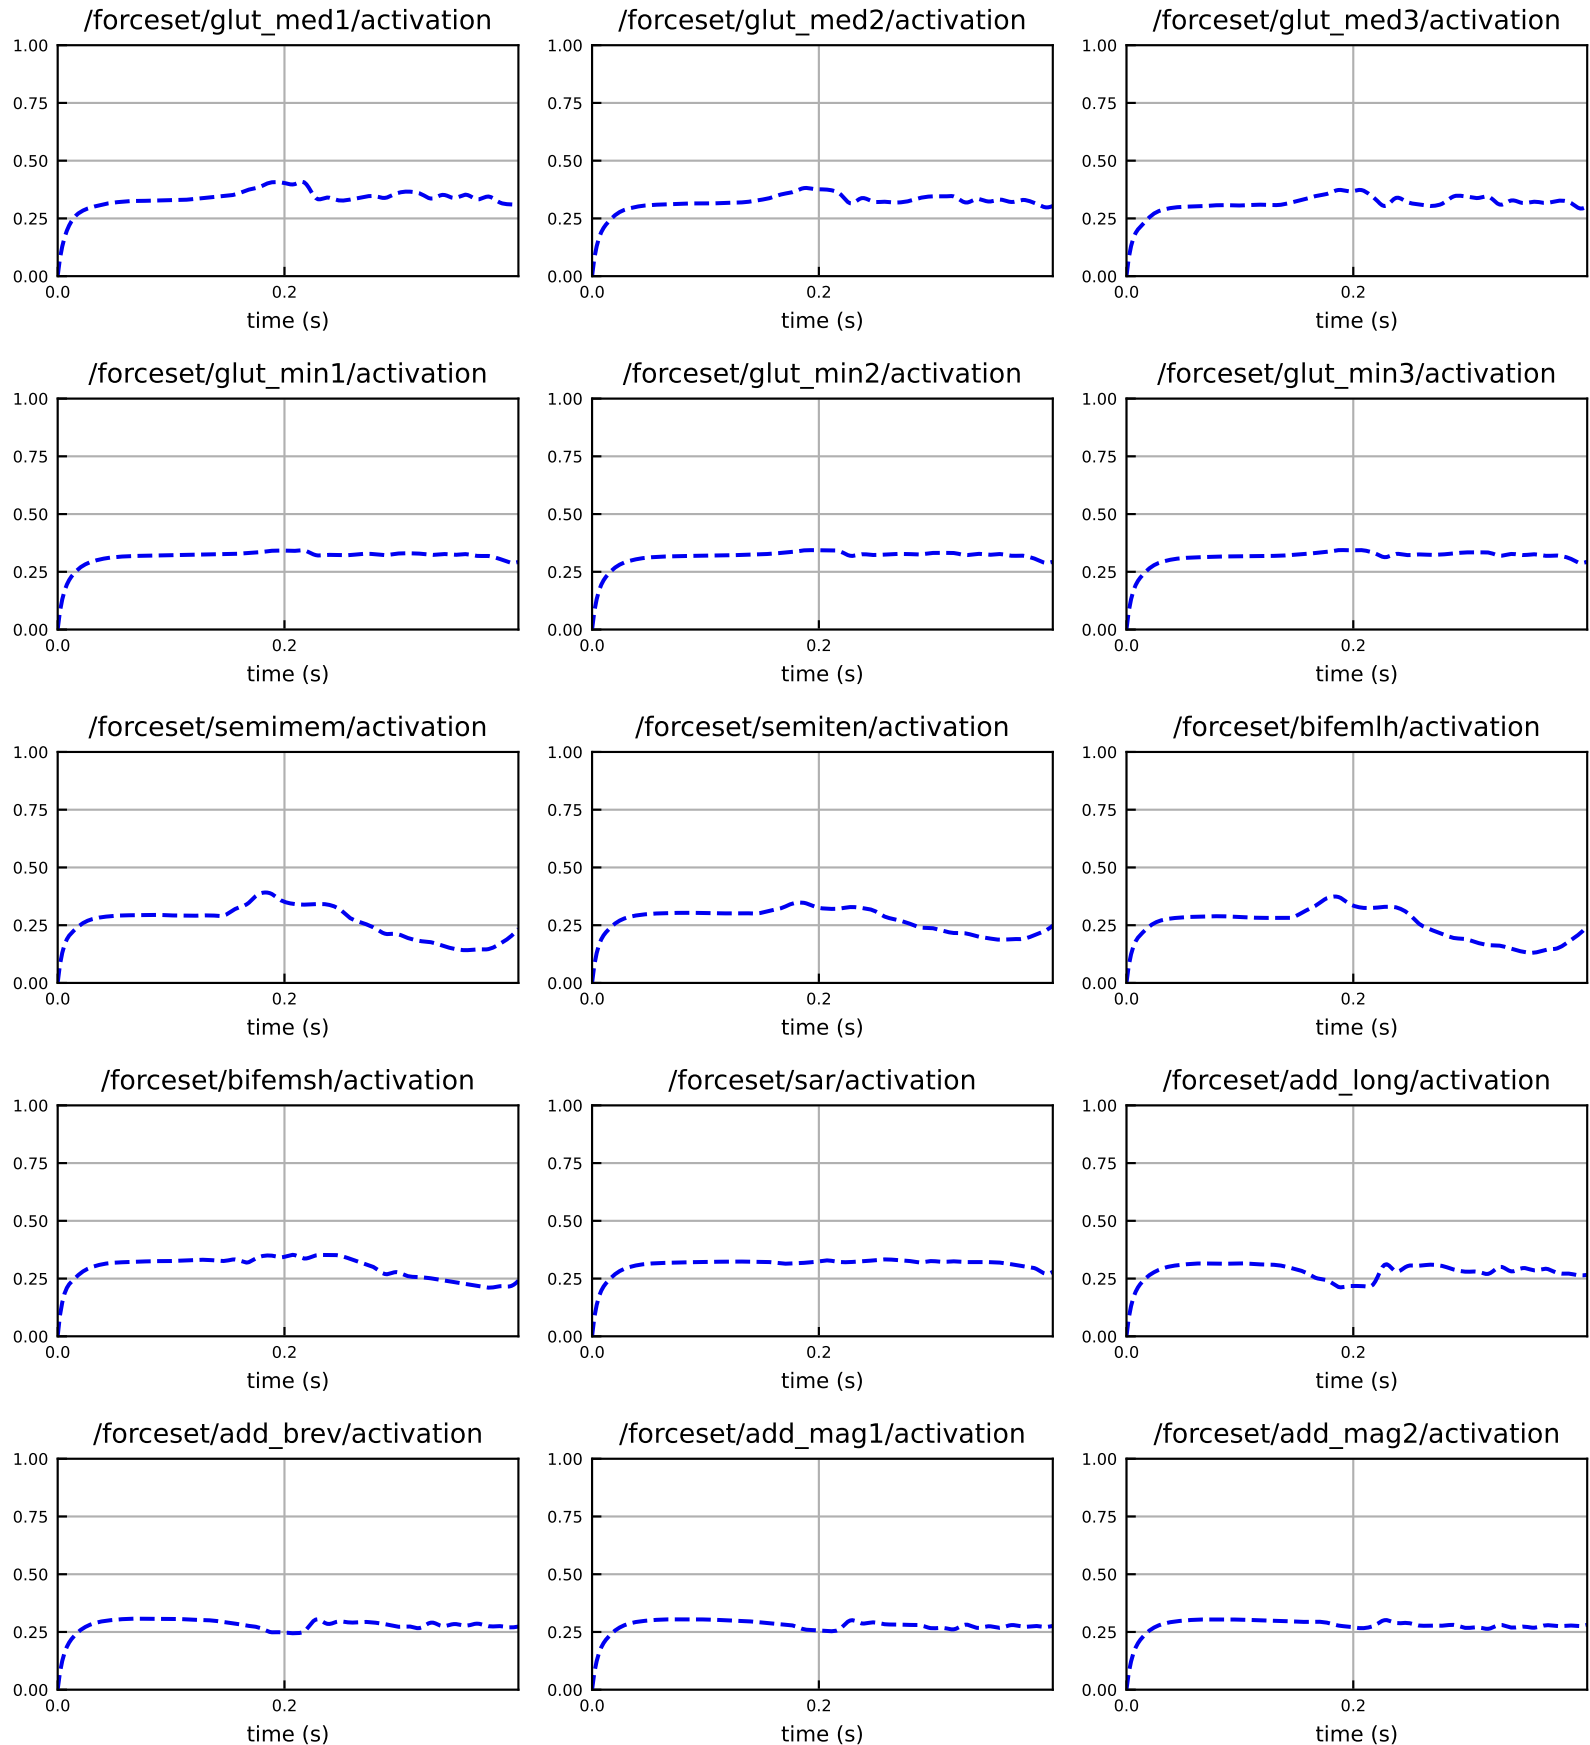 /forceset/glut_med1/activation /forceset/glut_med2/activation /forceset/glut_med3/activation
1.00 1.00 1.00
0.75 0.75 0.75
0.50 0.50 0.50
0.25 0.25 0.25
0.00 0.00 0.00
0.0 0.2 0.0 0.2 0.0 0.2
time (s) time (s) time (s)
/forceset/glut_min1/activation /forceset/glut_min2/activation /forceset/glut_min3/activation
1.00 1.00 1.00
0.75 0.75 0.75
0.50 0.50 0.50
0.25 0.25 0.25
0.00 0.00 0.00
0.0 0.2 0.0 0.2 0.0 0.2
time (s) time (s) time (s)
/forceset/semimem/activation /forceset/semiten/activation /forceset/bifemlh/activation
1.00 1.00 1.00
0.75 0.75 0.75
0.50 0.50 0.50
0.25 0.25 0.25
0.00 0.00 0.00
0.0 0.2 0.0 0.2 0.0 0.2
time (s) time (s) time (s)
/forceset/bifemsh/activation /forceset/sar/activation /forceset/add_long/activation
1.00 1.00 1.00
0.75 0.75 0.75
0.50 0.50 0.50
0.25 0.25 0.25
0.00 0.00 0.00
0.0 0.2 0.0 0.2 0.0 0.2
time (s) time (s) time (s)
/forceset/add_brev/activation /forceset/add_mag1/activation /forceset/add_mag2/activation
1.00 1.00 1.00
0.75 0.75 0.75
0.50 0.50 0.50
0.25 0.25 0.25
0.00 0.00 0.00
0.0 0.2 0.0 0.2 0.0 0.2
time (s) time (s) time (s)